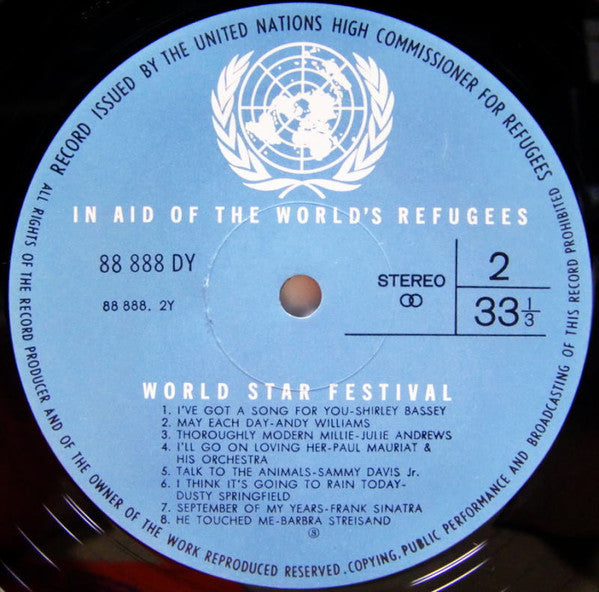 RECORD ISSUED BY THE UNITED NATIONS HIGH COMMISSIONER FOR REFUGEES
IN AID OF THE WORLD'S REFUGEES
88 888 DY
88 888. 2Y
STEREO
2
33 1/3
WORLD STAR FESTIVAL
1. I'VE GOT A SONG FOR YOU-SHIRLEY BASSEY
2. MAY EACH DAY-ANDY WILLIAMS
3. THOROUGHLY MODERN MILLIE-JULIE ANDREWS
4. I'LL GO ON LOVING HER-PAUL MAURIAT &
HIS ORCHESTRA
5. TALK TO THE ANIMALS-SAMMY DAVIS Jr.
6. I THINK IT'S GOING TO RAIN TODAY-
DUSTY SPRINGFIELD
7. SEPTEMBER OF MY YEARS-FRANK SINATRA
8. HE TOUCHED ME-BARBRA STREISAND
ALL RIGHTS OF THE RECORD PRODUCER AND OF THE OWNER OF THE WORK REPRODUCED RESERVED.COPYING, PUBLIC PERFORMANCE AND BROADCASTING OF THIS RECORD PROHIBITED